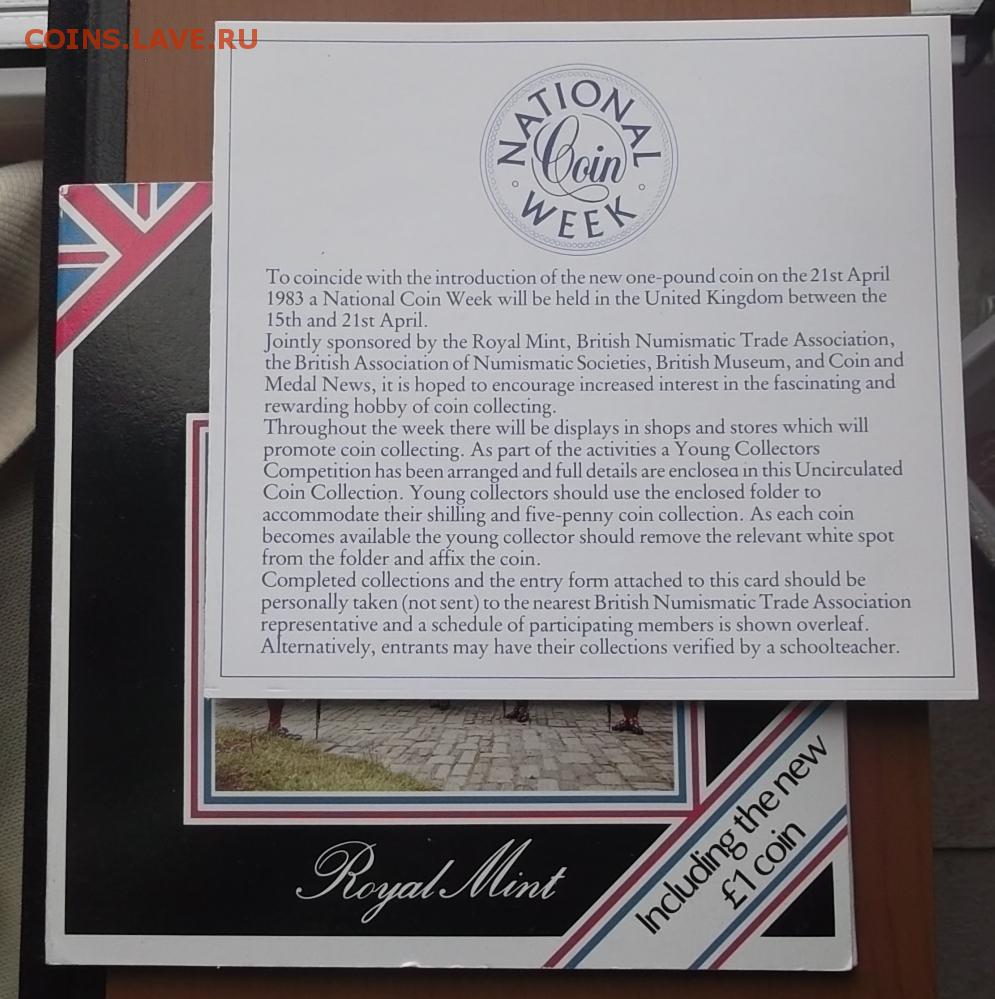 COINS.LAVE.RU
NATIONAL
Coin
WEEK
To coincide with the introduction of the new one-pound coin on the 21st April
1983 a National Coin Week will be held in the United Kingdom between the
15th and 21st April.
Jointly sponsored by the Royal Mint, British Numismatic Trade Association,
the British Association of Numismatic Societies, British Museum, and Coin and
Medal News, it is hoped to encourage increased interest in the fascinating and
rewarding hobby of coin collecting.
Throughout the week there will be displays in shops and stores which will
promote coin collecting. As part of the activities a Young Collectors
Competition has been arranged and full details are enclosed in this Uncirculated
Coin Collection. Young collectors should use the enclosed folder to
accommodate their shilling and five-penny coin collection. As each coin
becomes available the young collector should remove the relevant white spot
from the folder and affix the coin.
Completed collections and the entry form attached to this card should be
personally taken (not sent) to the nearest British Numismatic Trade Association
representative and a schedule of participating members is shown overleaf.
Alternatively, entrants may have their collections verified by a schoolteacher.
Royal Mint
Including the new
£1 coin